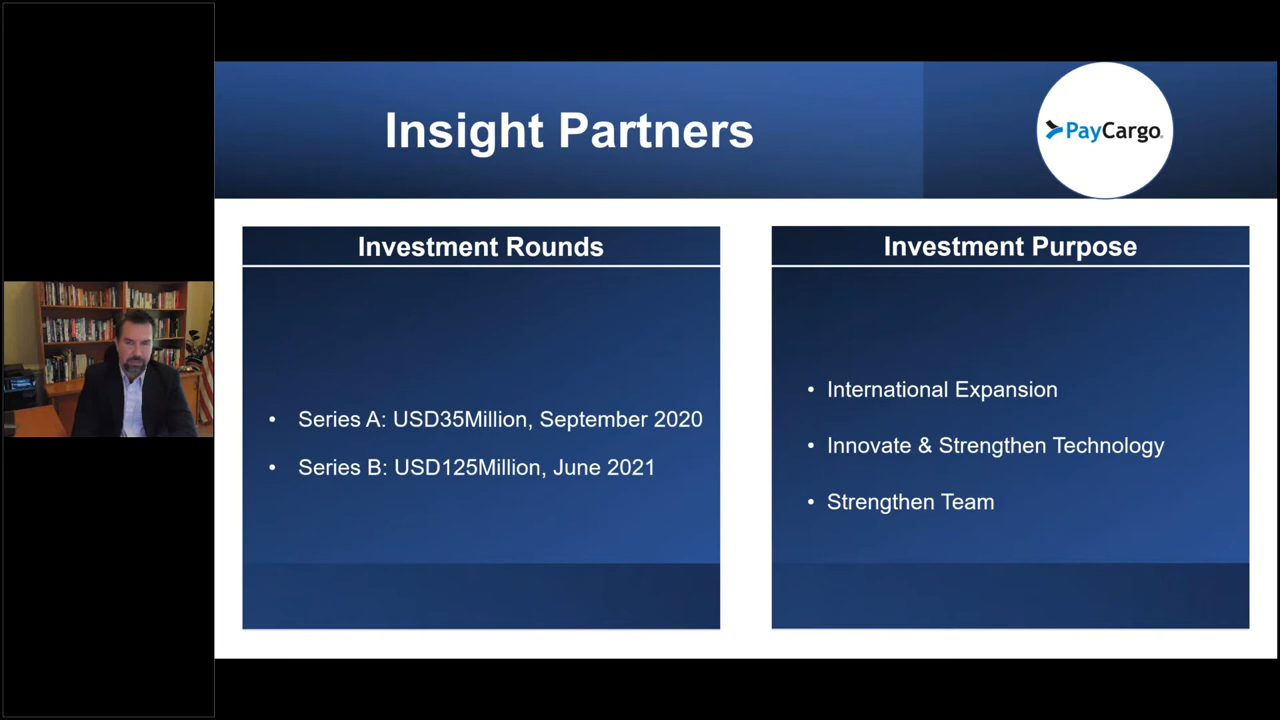 Insight Partners
PayCargo
Investment Rounds
• Series A: USD35Million, September 2020
• Series B: USD125Million, June 2021
Investment Purpose
• International Expansion
• Innovate & Strengthen Technology
• Strengthen Team